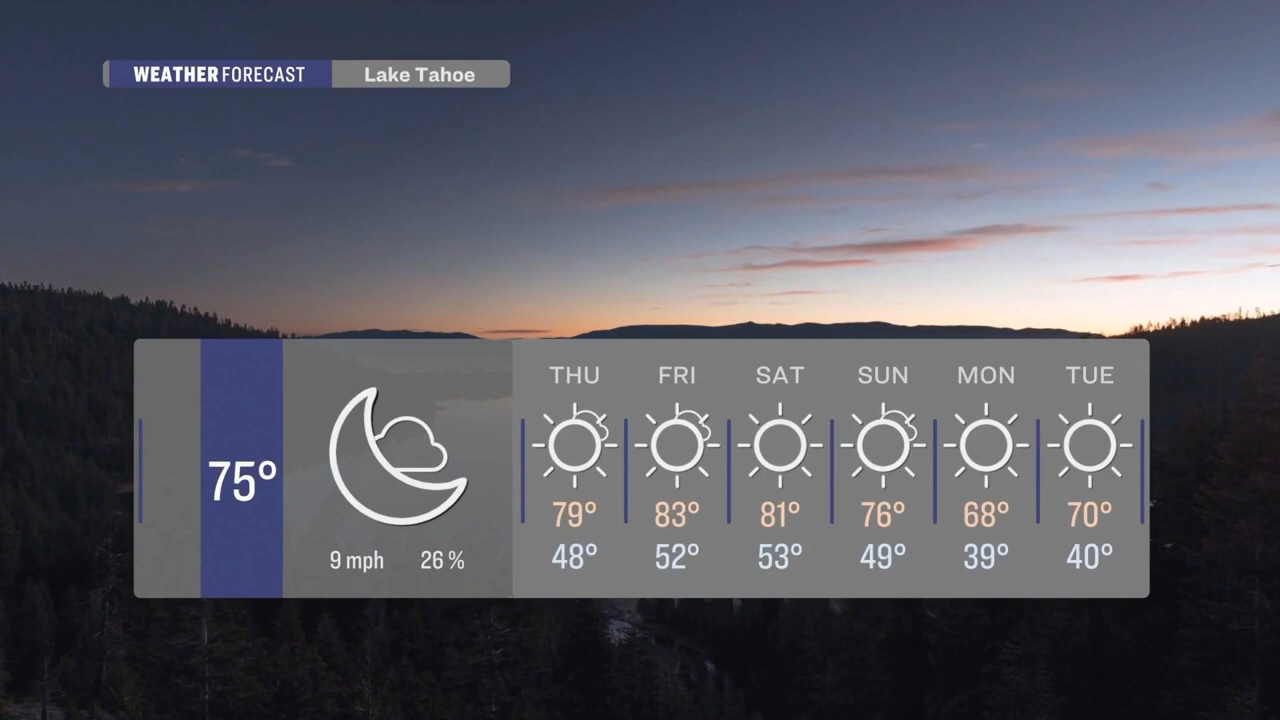 WEATHER FORECAST Lake Tahoe
75°
9 mph 26 %
THU FRI SAT SUN MON TUE
79° 83° 81° 76° 68° 70°
48° 52° 53° 49° 39° 40°